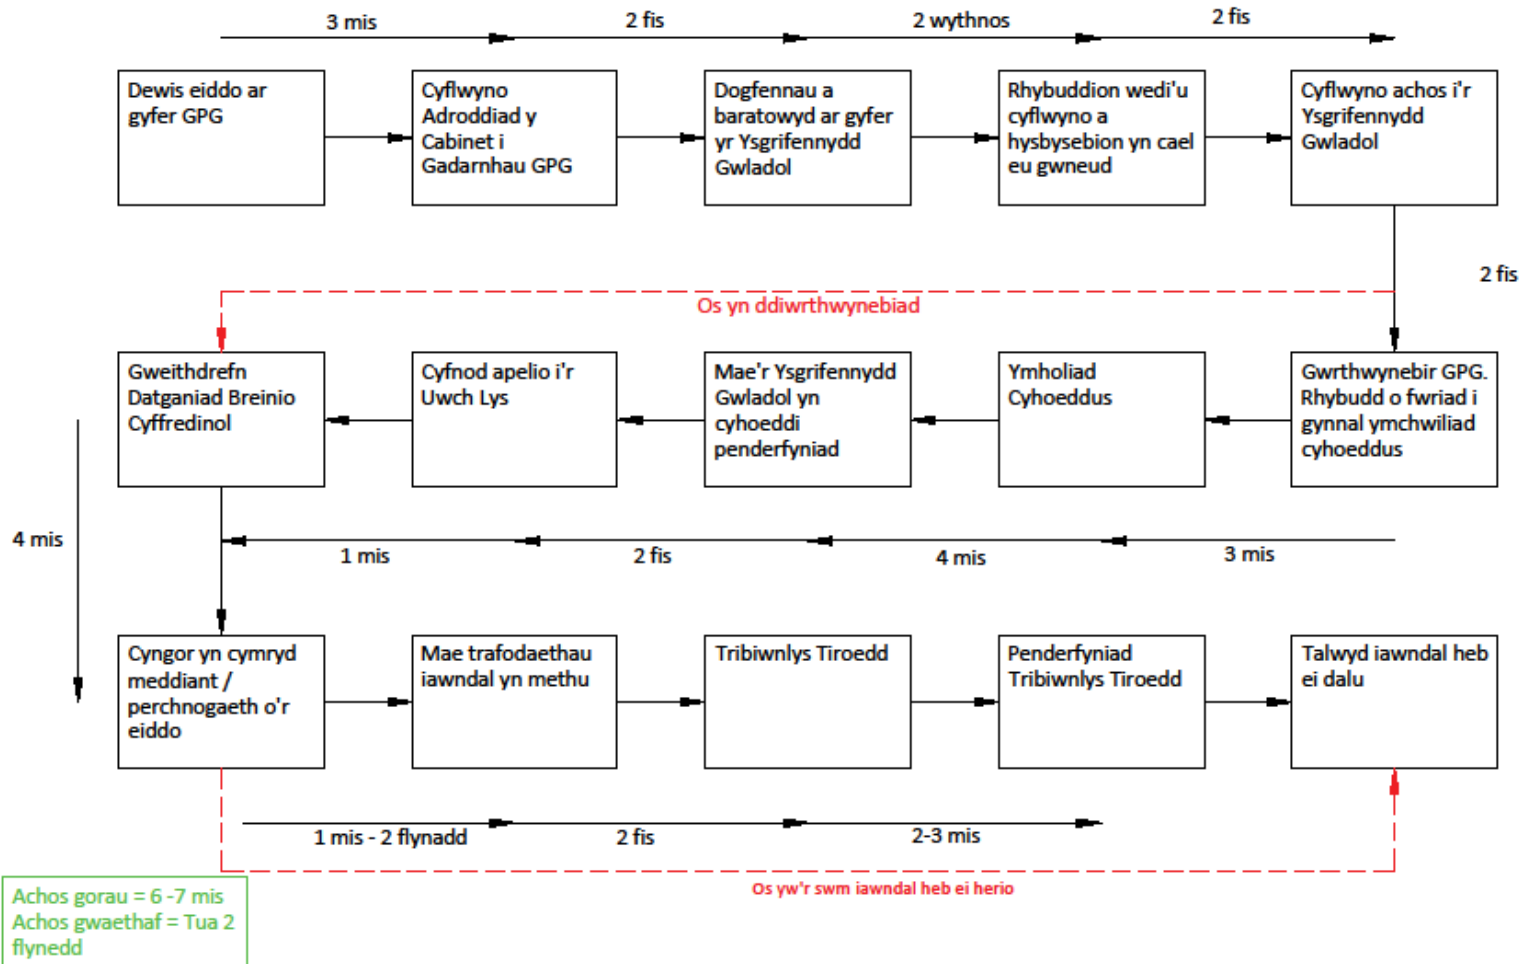 3 mis
2 fis
2 wythnos
2 fis
Dewis eiddo ar
gyfer GPG
Cyflwyno
Adroddiad y
Cabinet i
Gadarnhau GPG
Dogfennau a
baratowyd ar gyfer
yr Ysgrifennydd
Gwladol
Rhybuddion wedi'u
cyflwyno a
hysbysebion yn cael
eu gwneud
Cyflwyno achos i'r
Ysgrifennydd
Gwladol
2 fis
Os yn ddiwrthwynebiad
Gweithdrefn
Datganiad Breinio
Cyffredinol
Cyfnod apelio i'r
Uwch Lys
Mae'r Ysgrifennydd
Gwladol yn
cyhoeddi
penderfyniad
Ymholiad
Cyhoeddus
Gwrthwynebir GPG.
Rhybudd o fwriad i
gynnal ymchwiliad
cyhoeddus
4 mis
1 mis
2 fis
4 mis
3 mis
Cyngor yn cymryd
meddiant /
perchnogaeth o'r
eiddo
Mae trafodaethau
iawndal yn methu
Tribiwnlys Tiroedd
Penderfyniad
Tribiwnlys Tiroedd
Talwyd iawndal heb
ei dalu
1 mis - 2 flynadd
2 fis
2-3 mis
Os yw'r swm iawndal heb ei herio
Achos gorau = 6 -7 mis
Achos gwaethaf = Tua 2
flynedd